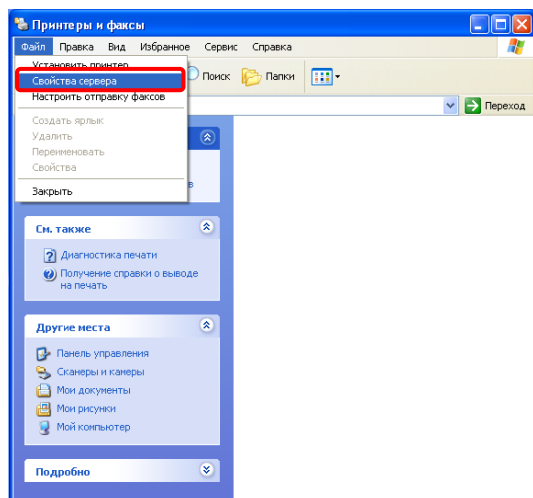 Принтеры и факсы
Файл Правка Вид Избранное Сервис Справка
Установить принтер
Свойства сервера
Настроить отправку факсов
Создать ярлык
Удалить
Переименовать
Свойства
Закрыть
Поиск Папки
Переход
в
См. также
Диагностика печати
Получение справки о выводе
на печать
Другие места
Панель управления
Сканеры и камеры
Мои документы
Мои рисунки
Мой компьютер
Подробно